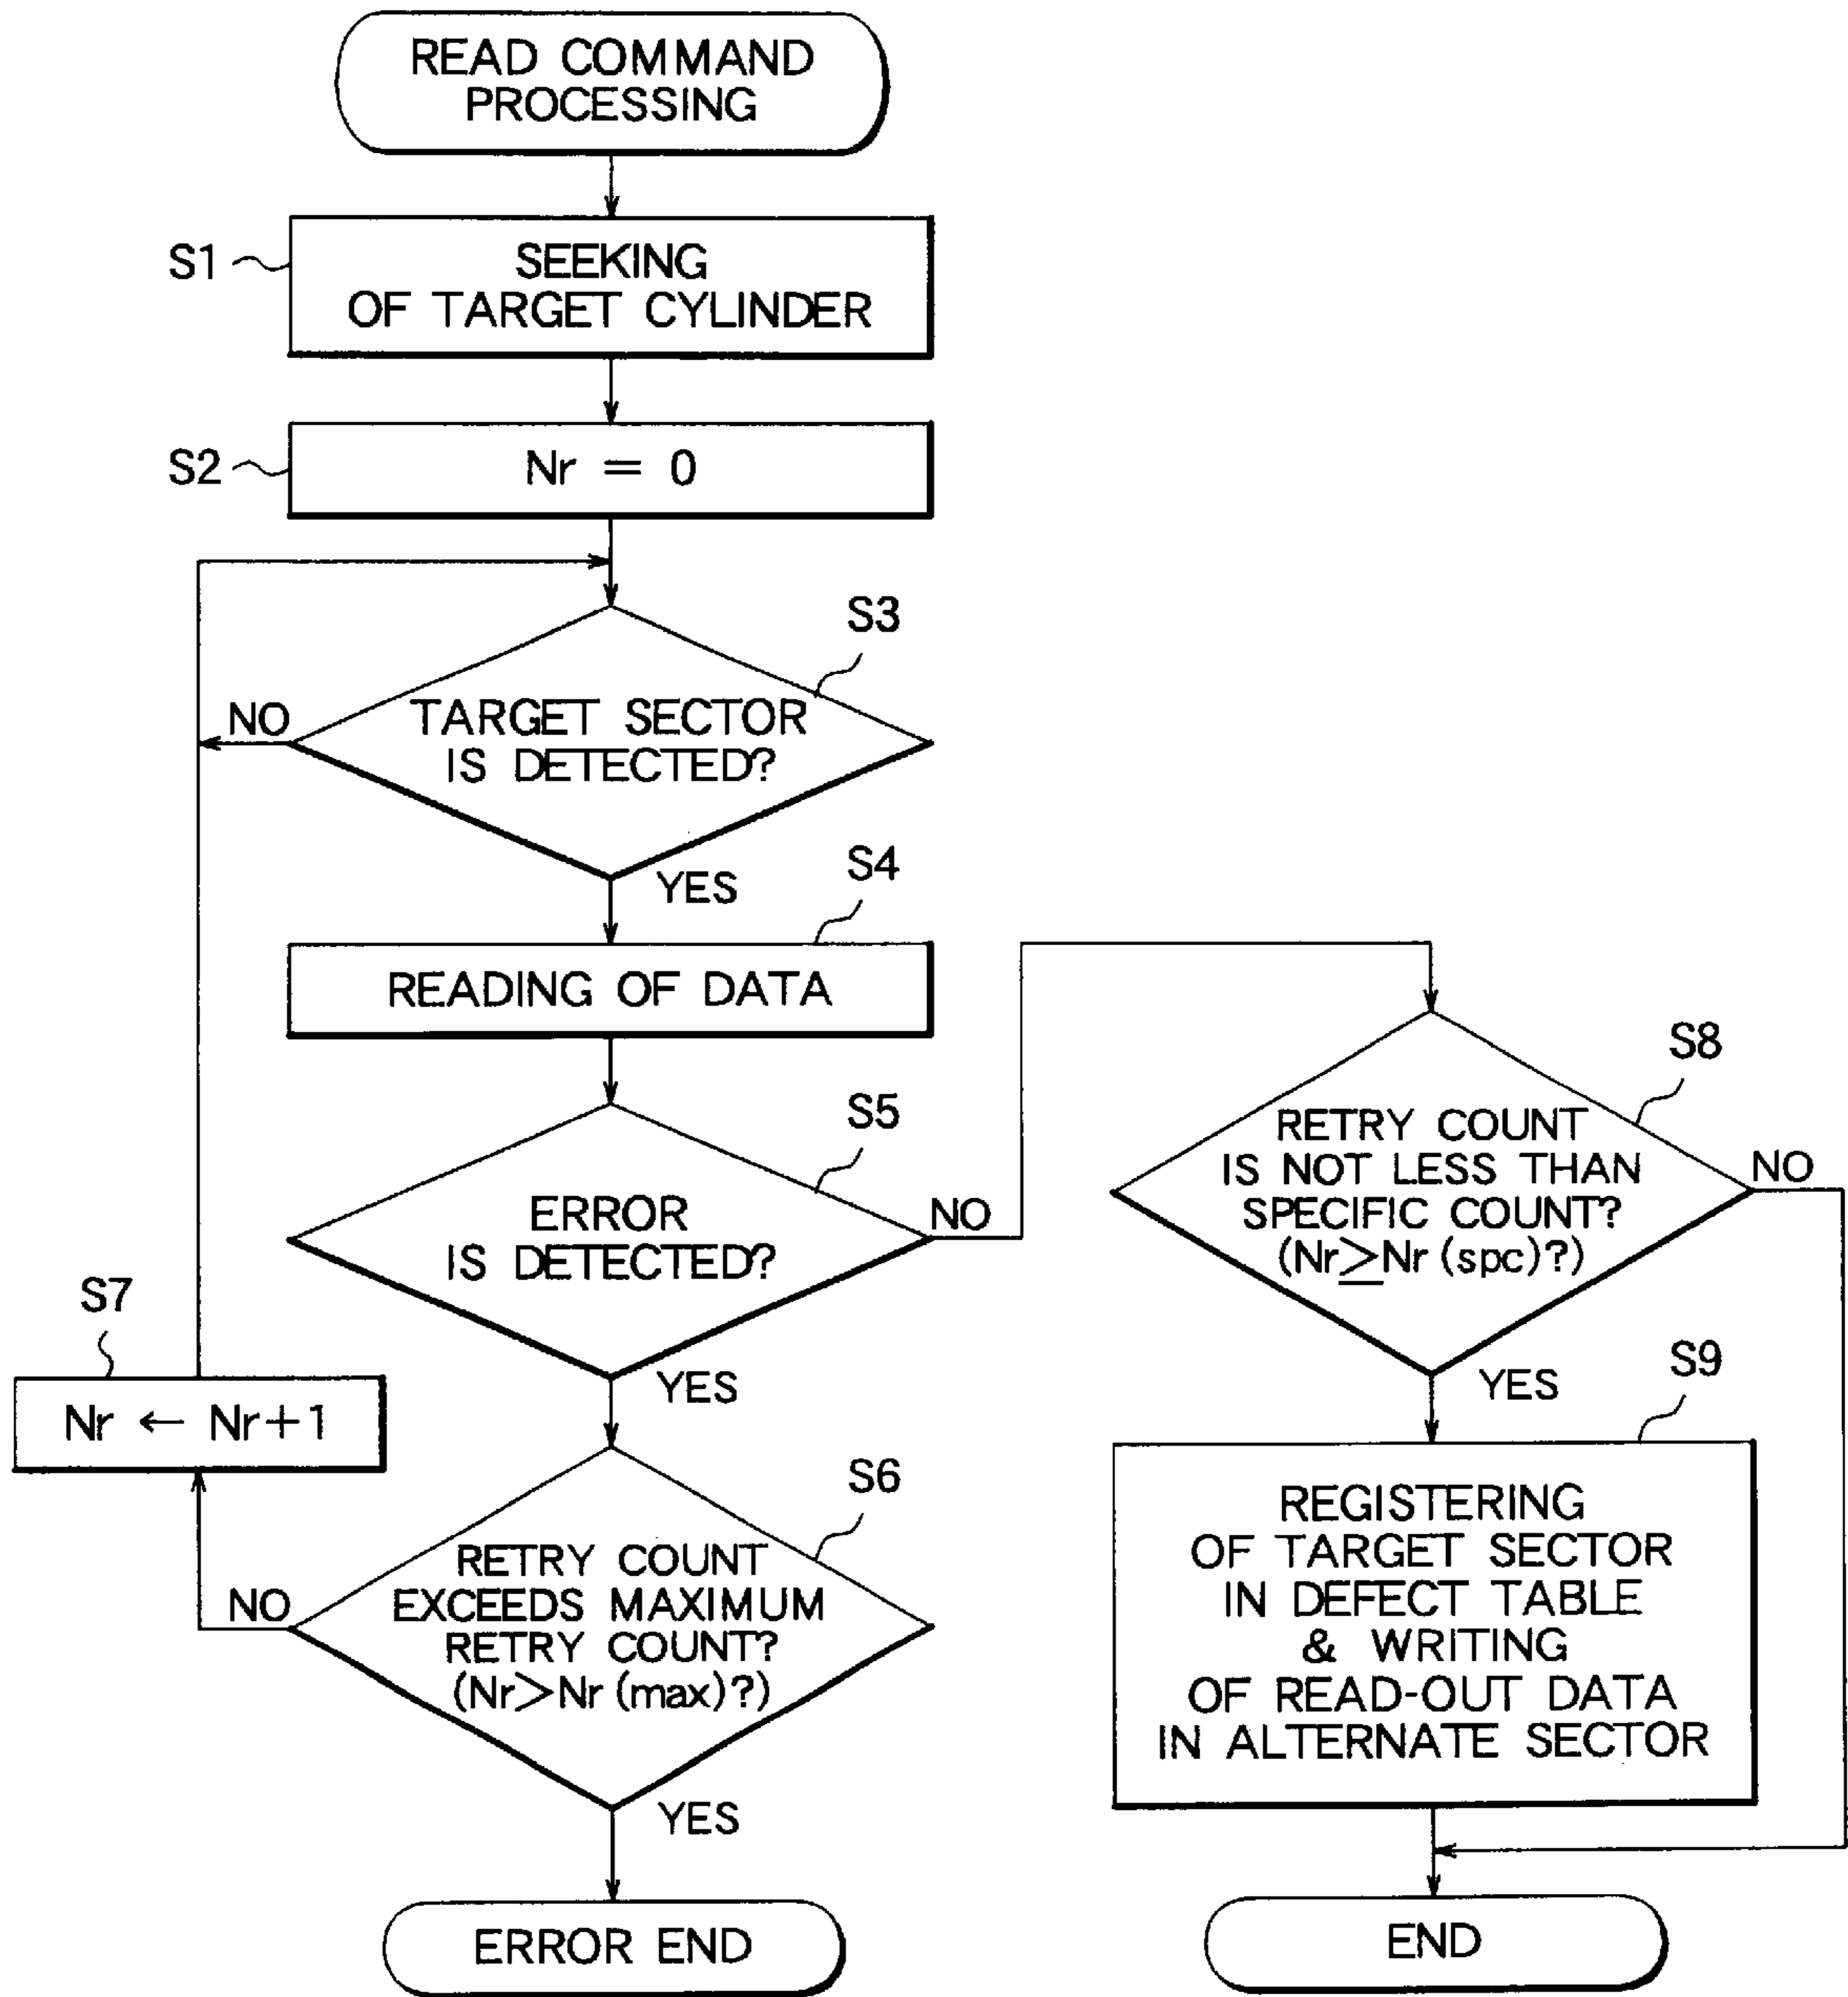 READ COMMAND
PROCESSING
S1
SEEKING
OF TARGET CYLINDER
S2
Nr = 0
S3
NO
TARGET SECTOR
IS DETECTED?
YES
S4
READING OF DATA
S5
ERROR
IS DETECTED?
NO
YES
S7
Nr ← Nr+1
S6
NO
RETRY COUNT
EXCEEDS MAXIMUM
RETRY COUNT?
(Nr>Nr (max)?)
YES
ERROR END
S8
RETRY COUNT
IS NOT LESS THAN
SPECIFIC COUNT?
(Nr≥Nr (spc)?)
NO
YES
S9
REGISTERING
OF TARGET SECTOR
IN DEFECT TABLE
& WRITING
OF READ-OUT DATA
IN ALTERNATE SECTOR
END